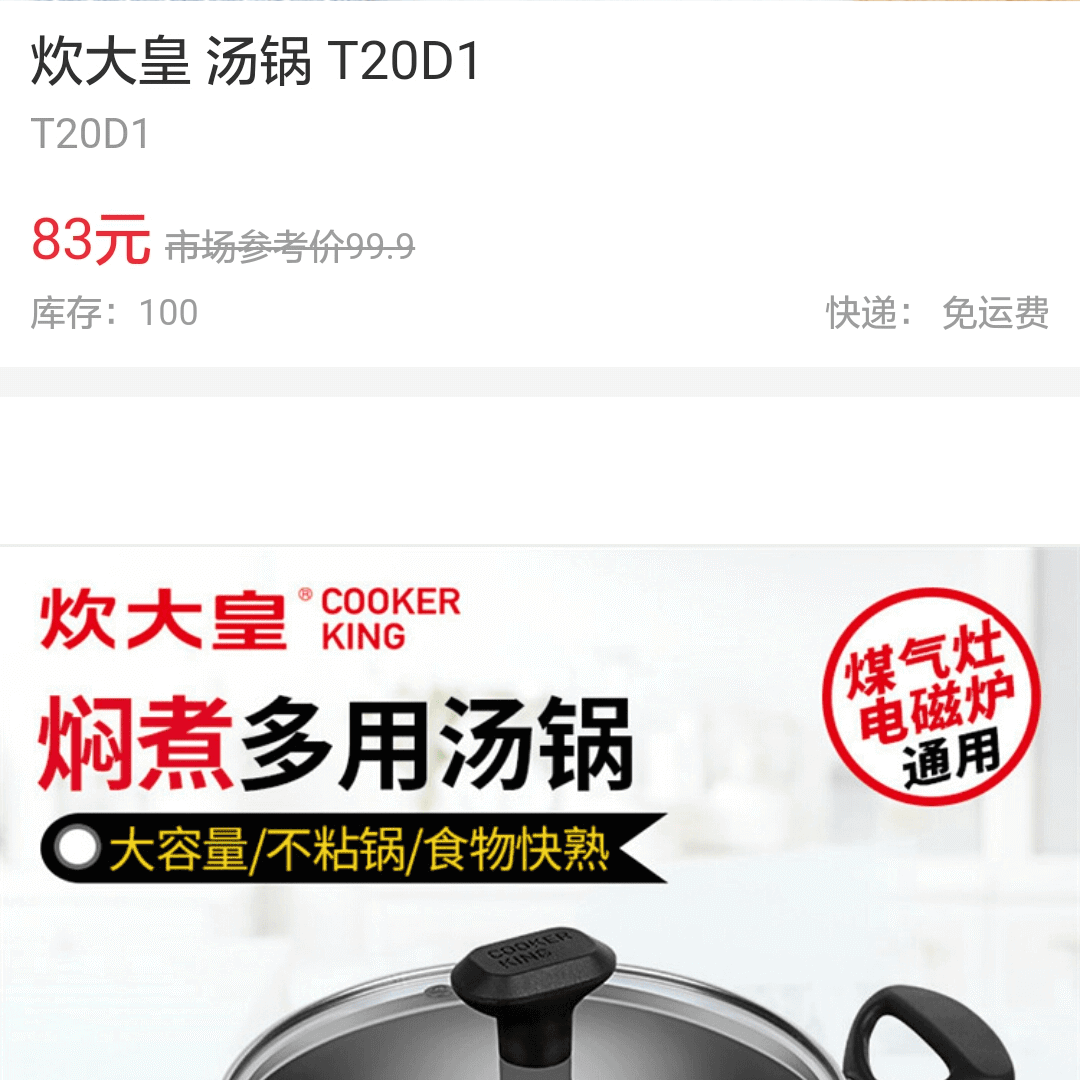 炊大皇 汤锅 T20D1
T20D1
83元 市场参考价99.9
库存：100 快递： 免运费
炊大皇® COOKER KING
煤气灶
电磁炉
通用
焖煮多用汤锅
大容量/不粘锅/食物快熟
COOKER
KING